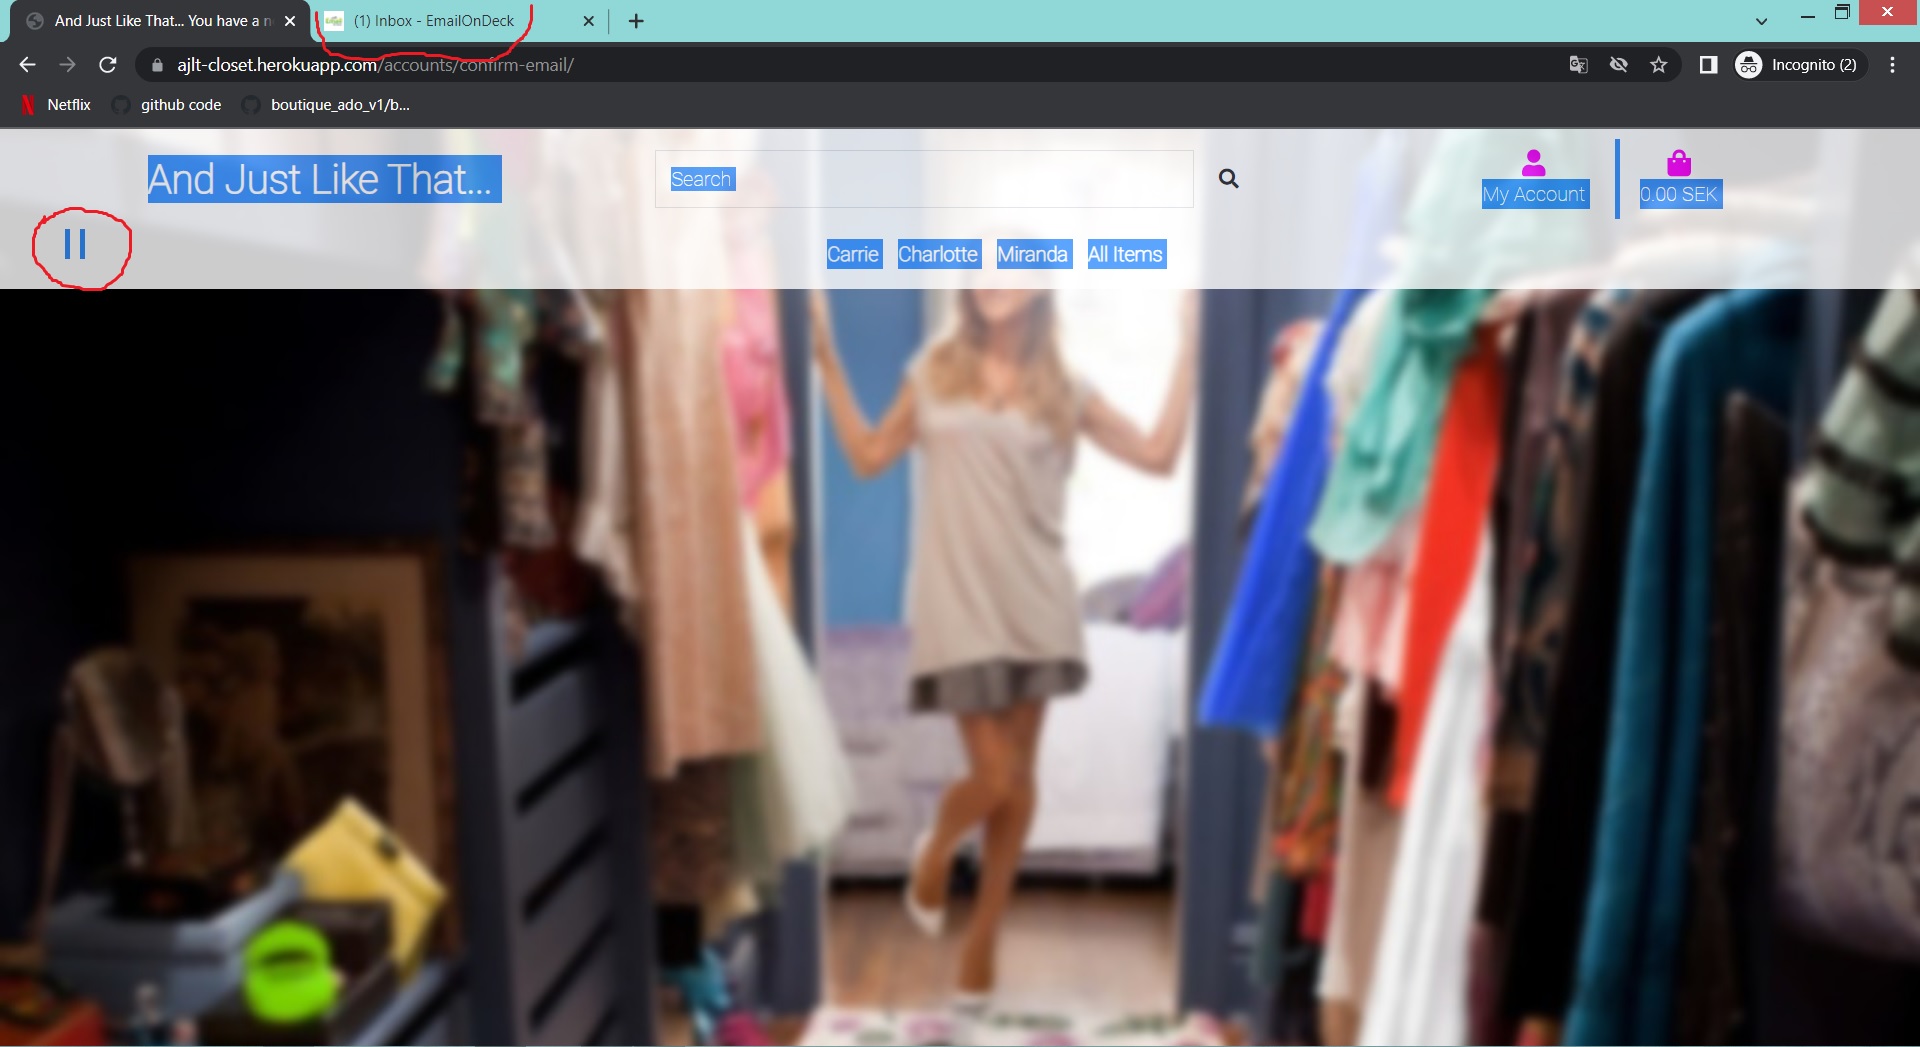 And Just Like That... You have a n
(1) Inbox - EmailOnDeck
ajlt-closet.herokuapp.com/accounts/confirm-email/
Incognito (2)
Netflix
github code
boutique_ado_v1/b...
And Just Like That...
Search
My Account
0.00 SEK
Carrie
Charlotte
Miranda
All Items